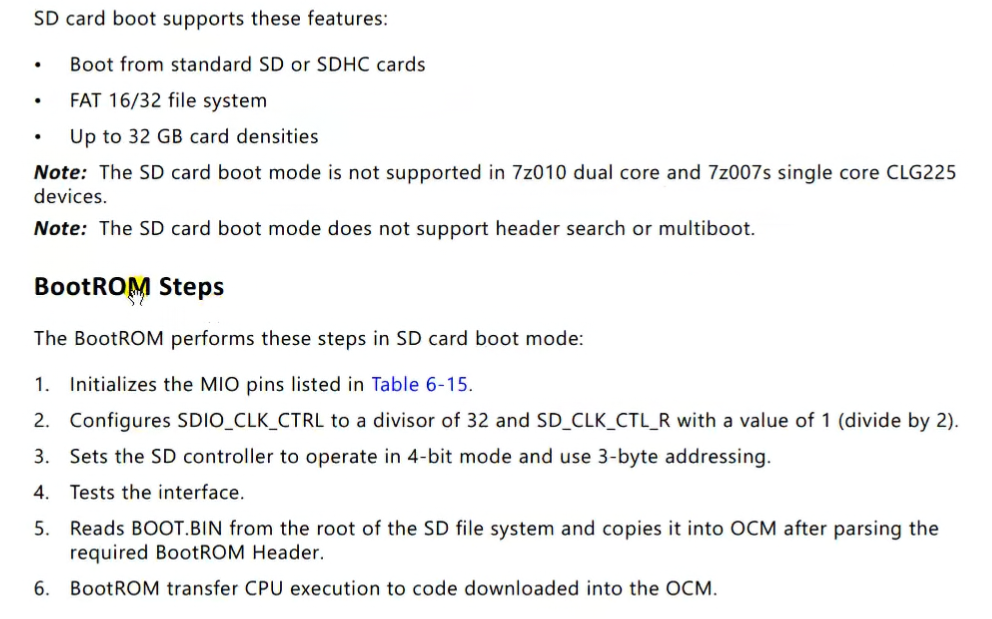 SD card boot supports these features:
• Boot from standard SD or SDHC cards
• FAT 16/32 file system
• Up to 32 GB card densities
Note: The SD card boot mode is not supported in 7z010 dual core and 7z007s single core CLG225
devices.
Note: The SD card boot mode does not support header search or multiboot.
BootROM Steps
The BootROM performs these steps in SD card boot mode:
1. Initializes the MIO pins listed in Table 6-15.
2. Configures SDIO_CLK_CTRL to a divisor of 32 and SD_CLK_CTL_R with a value of 1 (divide by 2).
3. Sets the SD controller to operate in 4-bit mode and use 3-byte addressing.
4. Tests the interface.
5. Reads BOOT.BIN from the root of the SD file system and copies it into OCM after parsing the
required BootROM Header.
6. BootROM transfer CPU execution to code downloaded into the OCM.